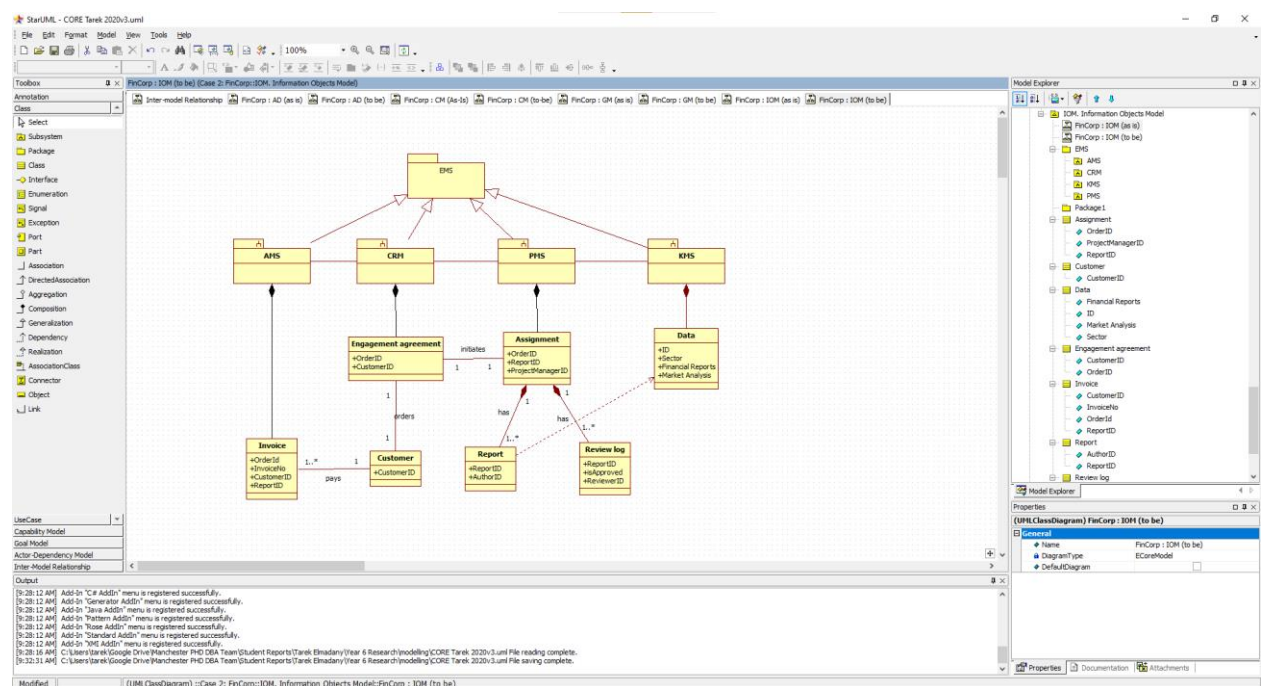 StarUML - CORE Tarek 2020v3.uml
File Edit Format Model View Tools Help
100%
Toolbox
Annotation
Class
Select
Subsystem
Package
Class
Interface
Enumeration
Signal
Exception
Port
Part
Association
DirectedAssociation
Aggregation
Composition
Generalization
Dependency
Realization
AssociationClass
Connector
Object
Link
UseCase
Capability Model
Goal Model
Actor-Dependency Model
Inter-Model Relationship
FinCorp : IOM (to be) (Case 2: FinCorp::IOM. Information Objects Model)
Inter-model Relationship FinCorp : AD (as is) FinCorp : AD (to be) FinCorp : CM (As-Is) FinCorp : CM (to-be) FinCorp : GM (as is) FinCorp : GM (to be) FinCorp : IOM (as is) FinCorp : IOM (to be)
EMS
AMS CRM PMS KMS
Engagement agreement
+OrderID
+CustomerID
initiates
1 1
Assignment
+OrderID
+ReportID
+ProjectManagerID
Data
+ID
+Sector
+Financial Reports
+Market Analysis
1
orders
1
1 1
has has
1..* 1..*
Invoice
+OrderId
+InvoiceNo
+CustomerID
+ReportID
1..* 1
pays
Customer
+CustomerID
Report
+ReportID
+AuthorID
Review log
+ReportID
+isApproved
+ReviewerID
Model Explorer
IOM. Information Objects Model
FinCorp : IOM (as is)
FinCorp : IOM (to be)
EMS
AMS
CRM
KMS
PMS
Package1
Assignment
OrderID
ProjectManagerID
ReportID
Customer
CustomerID
Data
Financial Reports
ID
Market Analysis
Sector
Engagement agreement
CustomerID
OrderID
Invoice
CustomerID
InvoiceNo
OrderId
ReportID
Report
AuthorID
ReportID
Review log
Model Explorer
Properties
(UMLClassDiagram) FinCorp : IOM (to be)
General
Name FinCorp : IOM (to be)
DiagramType ECoreModel
DefaultDiagram
Properties Documentation Attachments
Output
[9:28:12 AM] Add-In "C# AddIn" menu is registered successfully.
[9:28:12 AM] Add-In "Generator AddIn" menu is registered successfully.
[9:28:12 AM] Add-In "Java AddIn" menu is registered successfully.
[9:28:12 AM] Add-In "Pattern AddIn" menu is registered successfully.
[9:28:12 AM] Add-In "Rose AddIn" menu is registered successfully.
[9:28:12 AM] Add-In "Standard AddIn" menu is registered successfully.
[9:28:12 AM] Add-In "XMI AddIn" menu is registered successfully.
[9:28:16 AM] C:\Users\tarek\Google Drive\Manchester PHD DBA Team\Student Reports\Tarek Elmadany\Year 6 Research\modelling\CORE Tarek 2020v3.uml File reading complete.
[9:32:31 AM] C:\Users\tarek\Google Drive\Manchester PHD DBA Team\Student Reports\Tarek Elmadany\Year 6 Research\modelling\CORE Tarek 2020v3.uml File saving complete.
Modified (UMLClassDiagram) ::Case 2: FinCorp::IOM. Information Objects Model::FinCorp : IOM (to be)